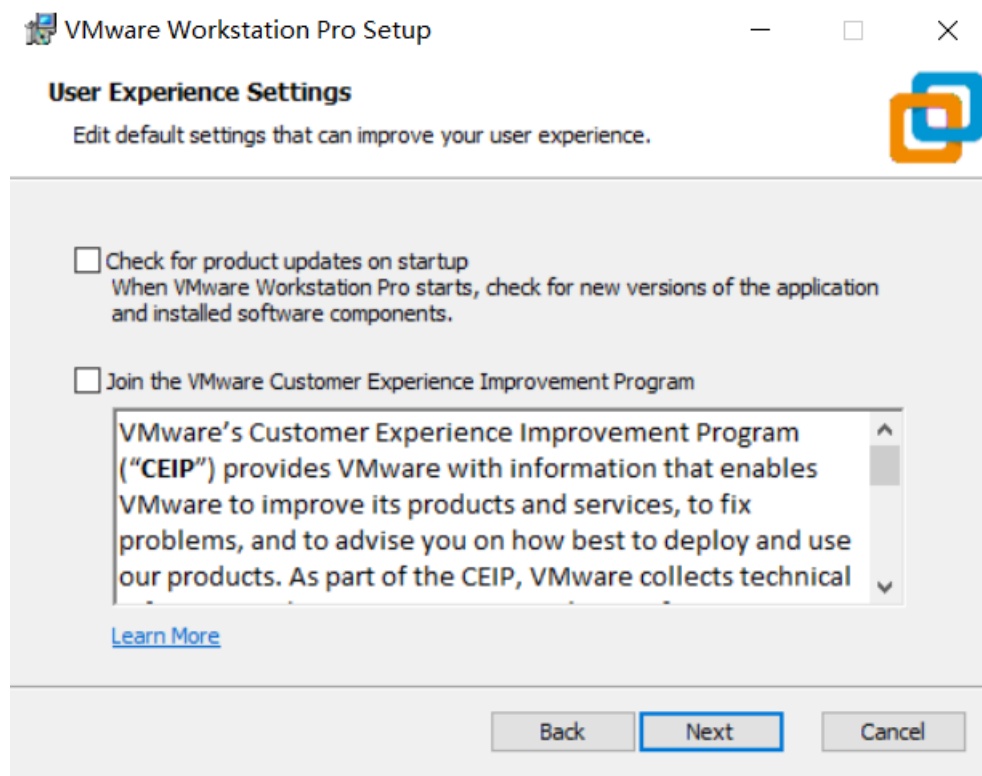 VMware Workstation Pro Setup
User Experience Settings
Edit default settings that can improve your user experience.
Check for product updates on startup
When VMware Workstation Pro starts, check for new versions of the application
and installed software components.
Join the VMware Customer Experience Improvement Program
VMware’s Customer Experience Improvement Program
(“CEIP”) provides VMware with information that enables
VMware to improve its products and services, to fix
problems, and to advise you on how best to deploy and use
our products. As part of the CEIP, VMware collects technical
Learn More
Back Next Cancel